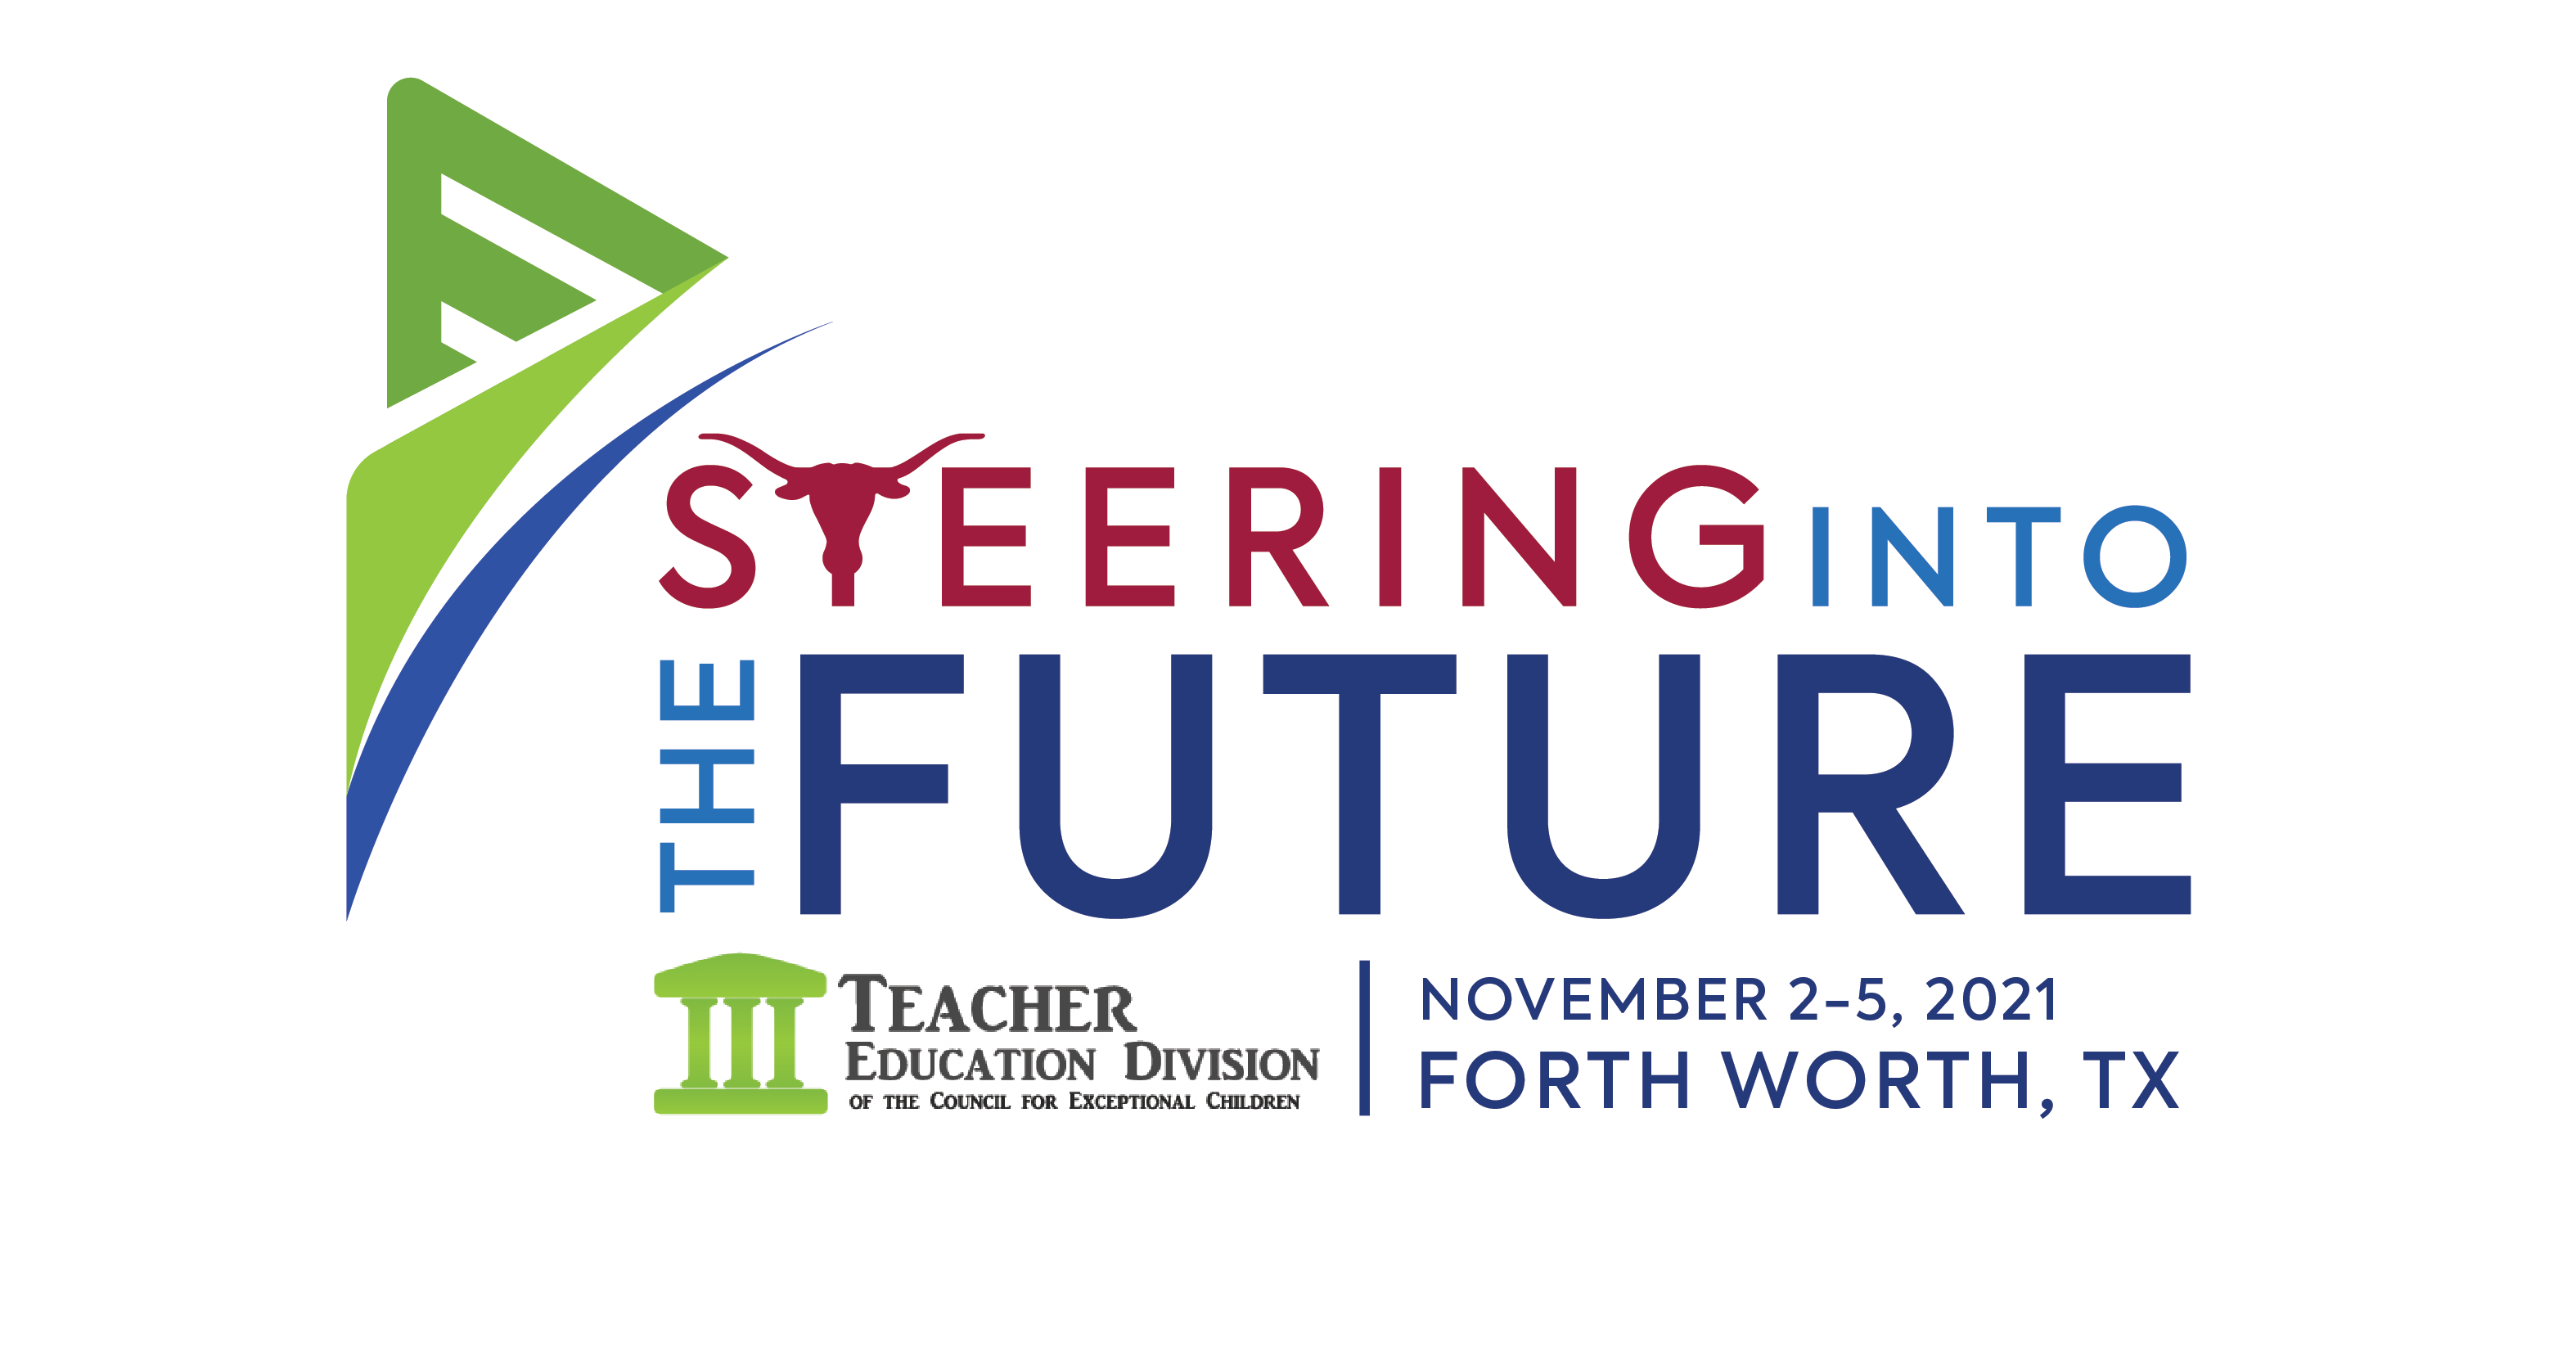 STEERING INTO
THE FUTURE
TEACHER
EDUCATION DIVISION
OF THE COUNCIL FOR EXCEPTIONAL CHILDREN
NOVEMBER 2–5, 2021
FORTH WORTH, TX